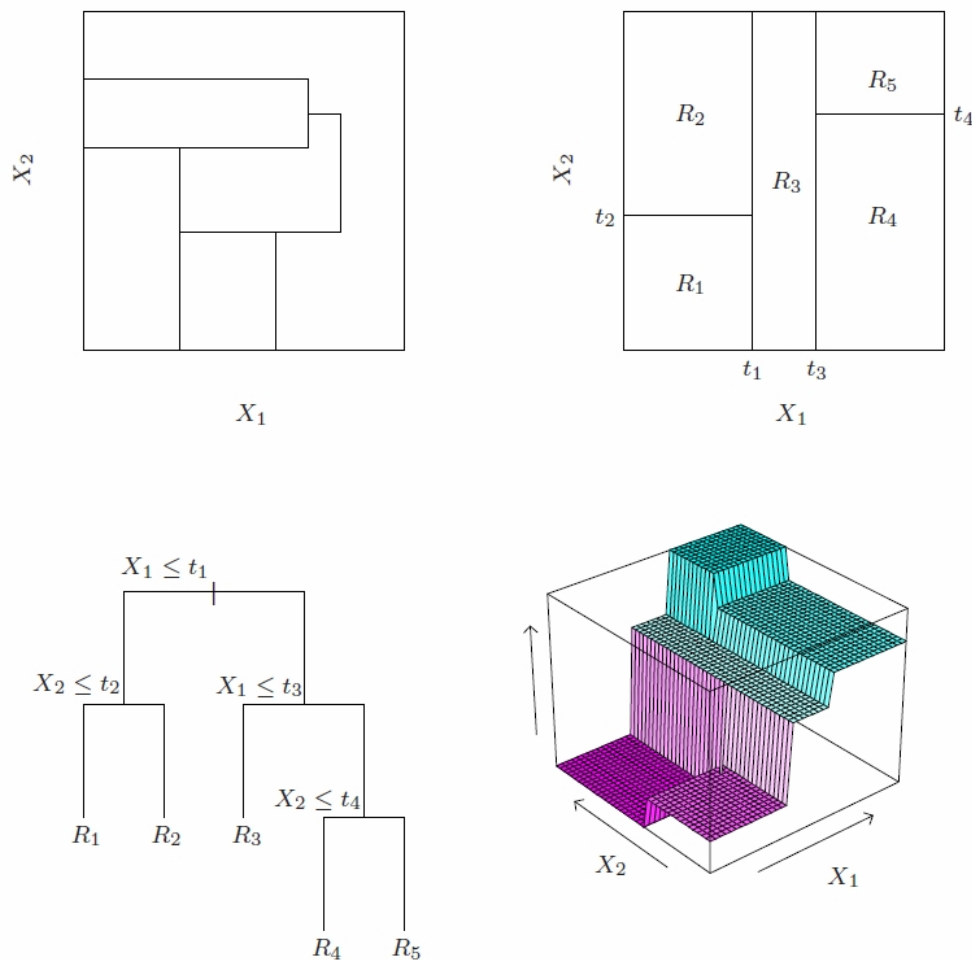 X₂
X₁
R₂
R₅
t₄
X₂
R₃
t₂
R₄
R₁
t₁
t₃
X₁
X₁ ≤ t₁
X₂ ≤ t₂
X₁ ≤ t₃
X₂ ≤ t₄
R₁
R₂
R₃
R₄
R₅
X₂
X₁